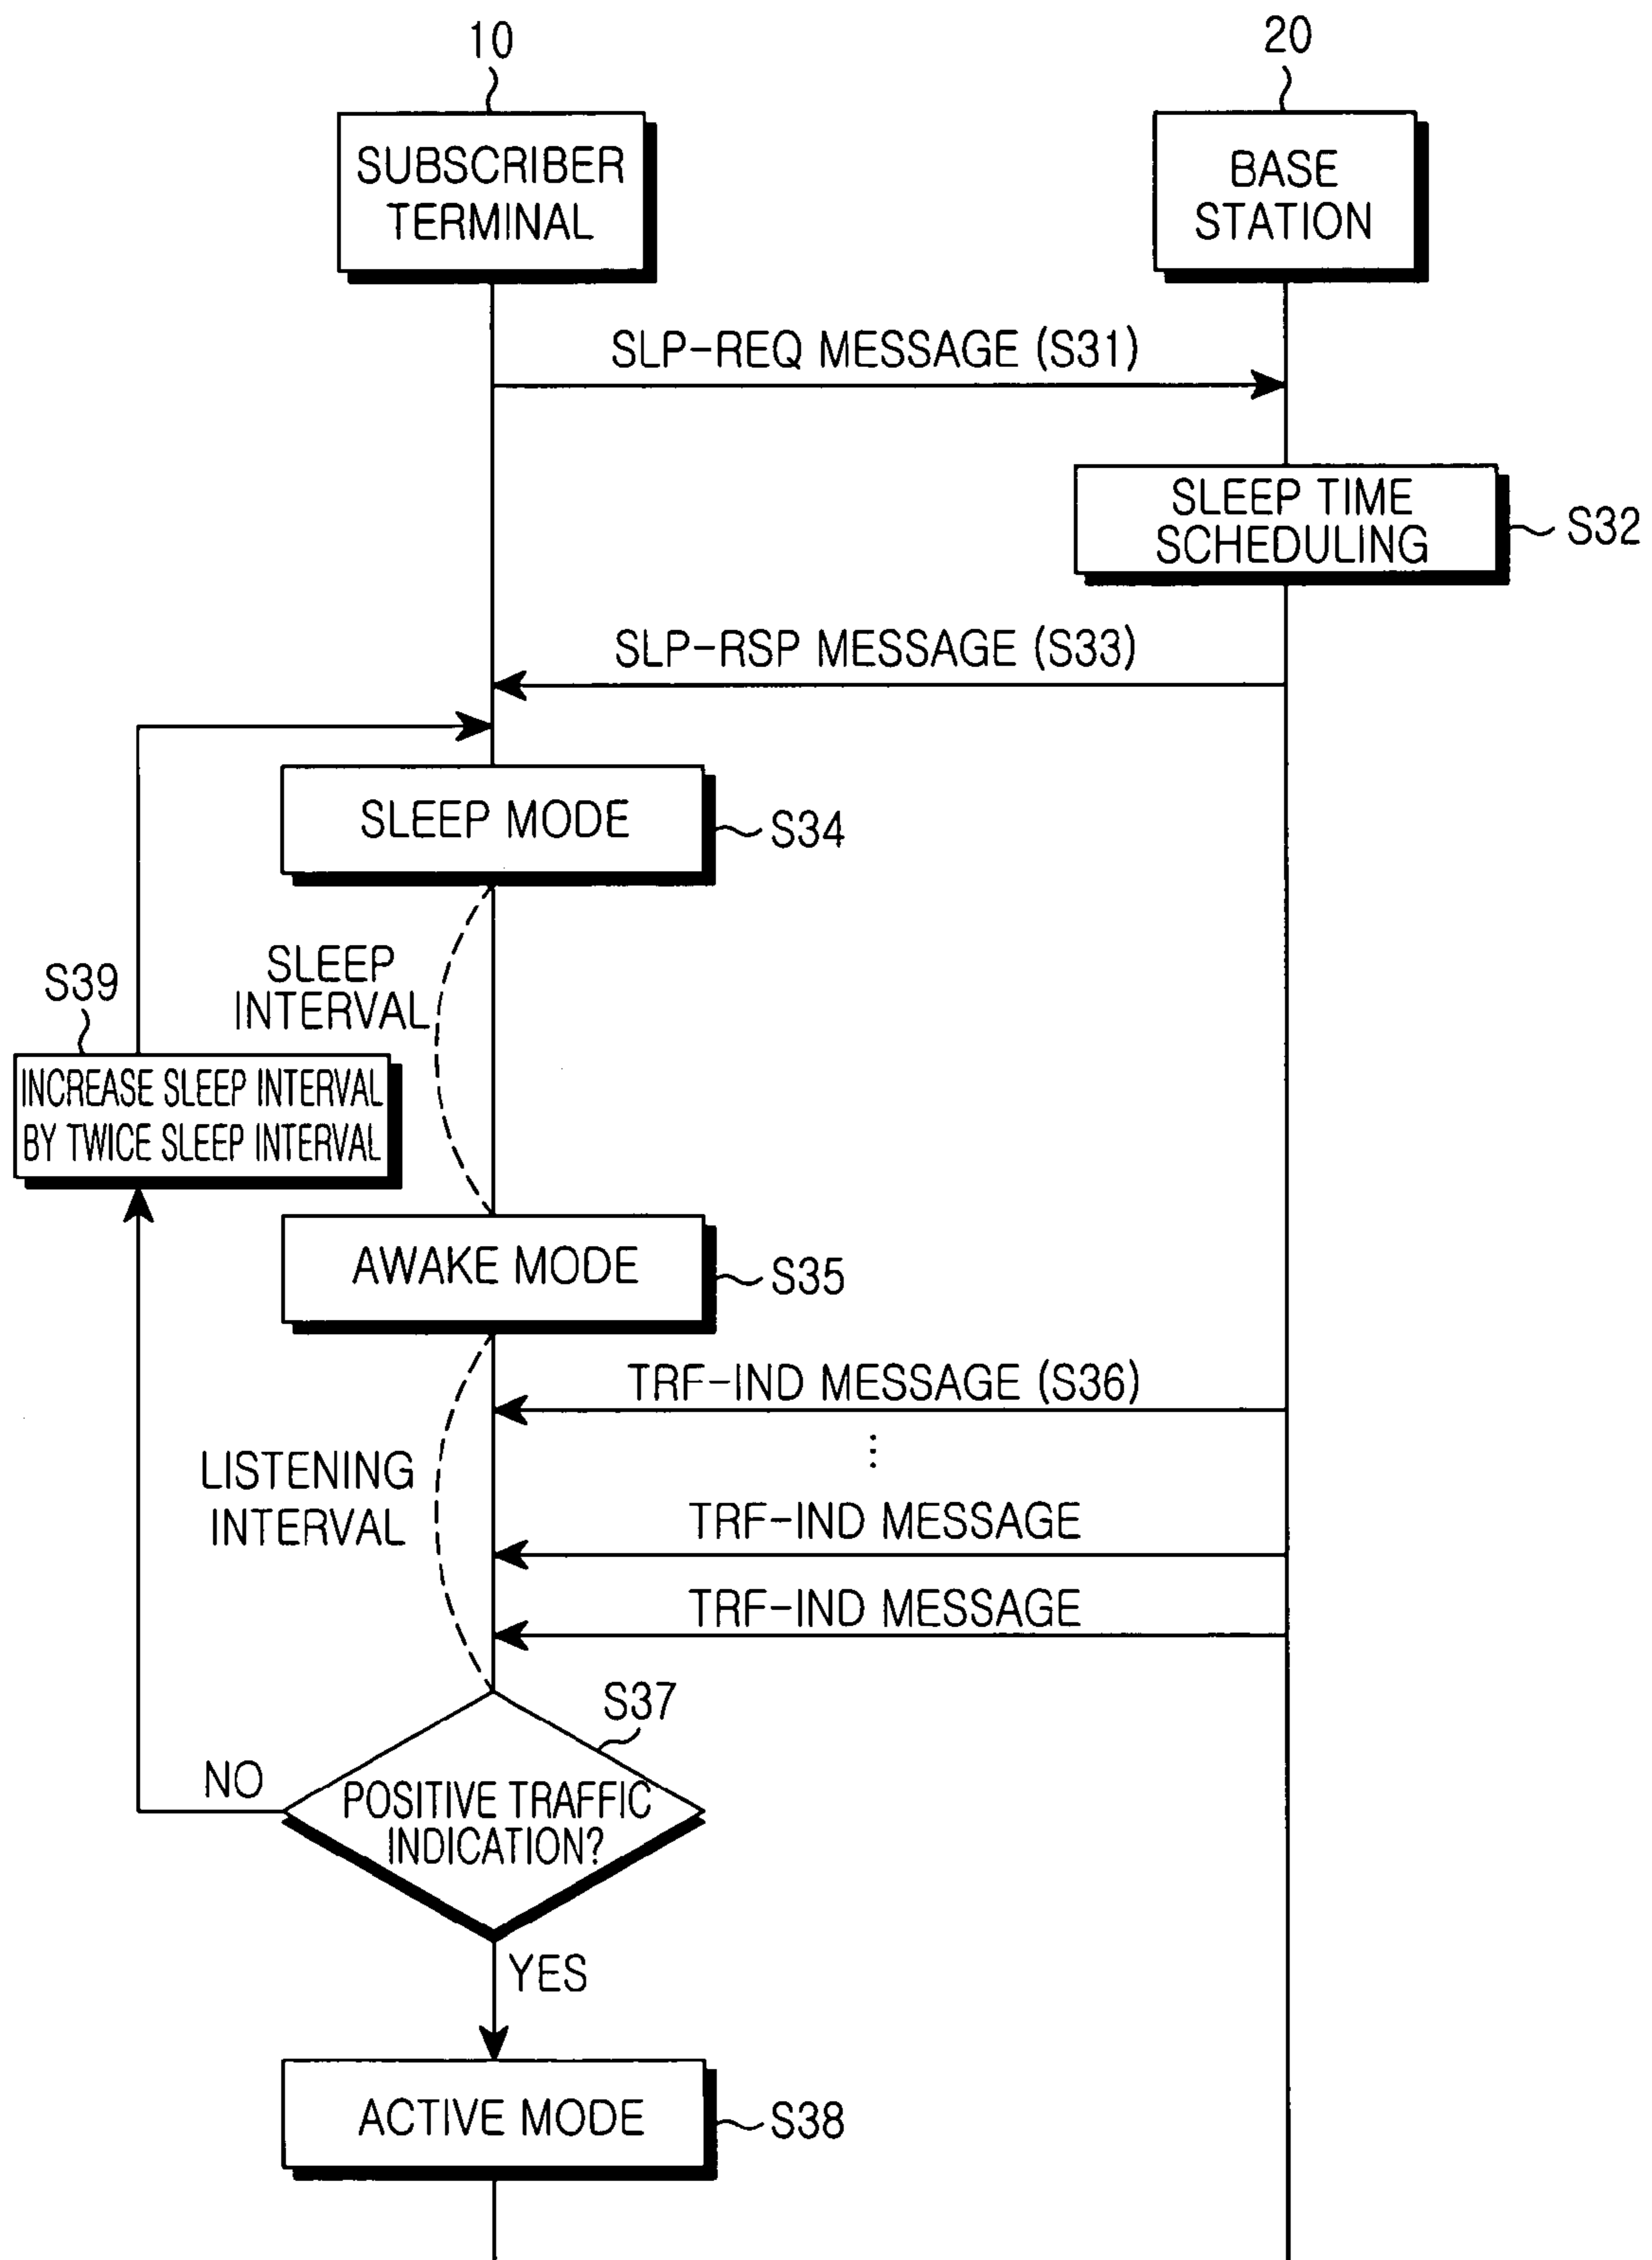 10
20
SUBSCRIBER
TERMINAL
BASE
STATION
SLP-REQ MESSAGE (S31)
SLEEP TIME
SCHEDULING
S32
SLP-RSP MESSAGE (S33)
SLEEP MODE
S34
SLEEP
INTERVAL
S39
INCREASE SLEEP INTERVAL
BY TWICE SLEEP INTERVAL
AWAKE MODE
S35
TRF-IND MESSAGE (S36)
⋮
LISTENING
INTERVAL
TRF-IND MESSAGE
TRF-IND MESSAGE
S37
NO
POSITIVE TRAFFIC
INDICATION?
YES
ACTIVE MODE
S38